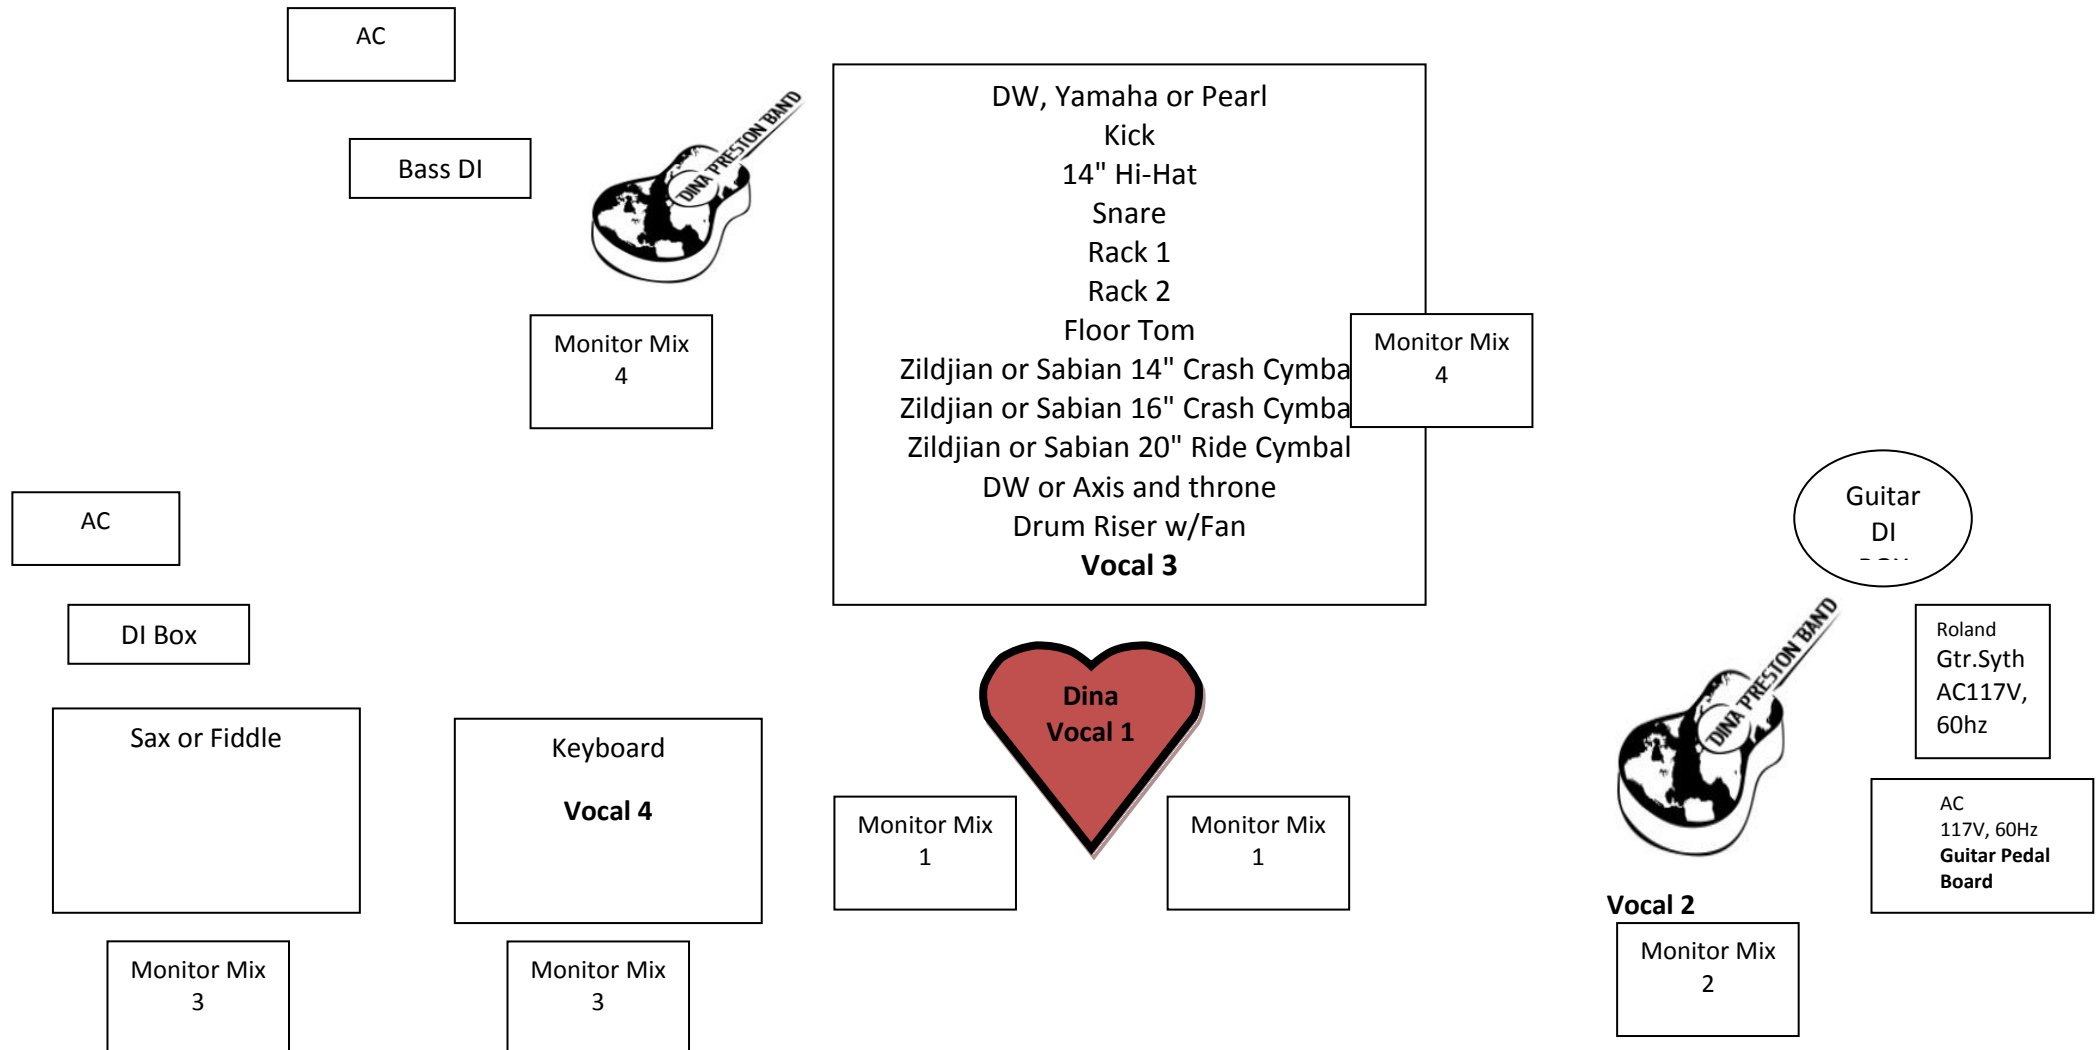 AC
DINA PRESTON BAND
Bass DI
Monitor Mix
4
DW, Yamaha or Pearl
Kick
14" Hi-Hat
Snare
Rack 1
Rack 2
Floor Tom
Zildjian or Sabian 14" Crash Cymba
Zildjian or Sabian 16" Crash Cymba
Zildjian or Sabian 20" Ride Cymbal
DW or Axis and throne
Drum Riser w/Fan
Vocal 3
Monitor Mix
4
AC
DI Box
Sax or Fiddle
Monitor Mix
3
Keyboard
Vocal 4
Monitor Mix
3
Dina
Vocal 1
Monitor Mix
1
Monitor Mix
1
Guitar
DI
DINA PRESTON BAND
Roland
Gtr.Syth
AC117V,
60hz
AC
117V, 60Hz
Guitar Pedal
Board
Vocal 2
Monitor Mix
2